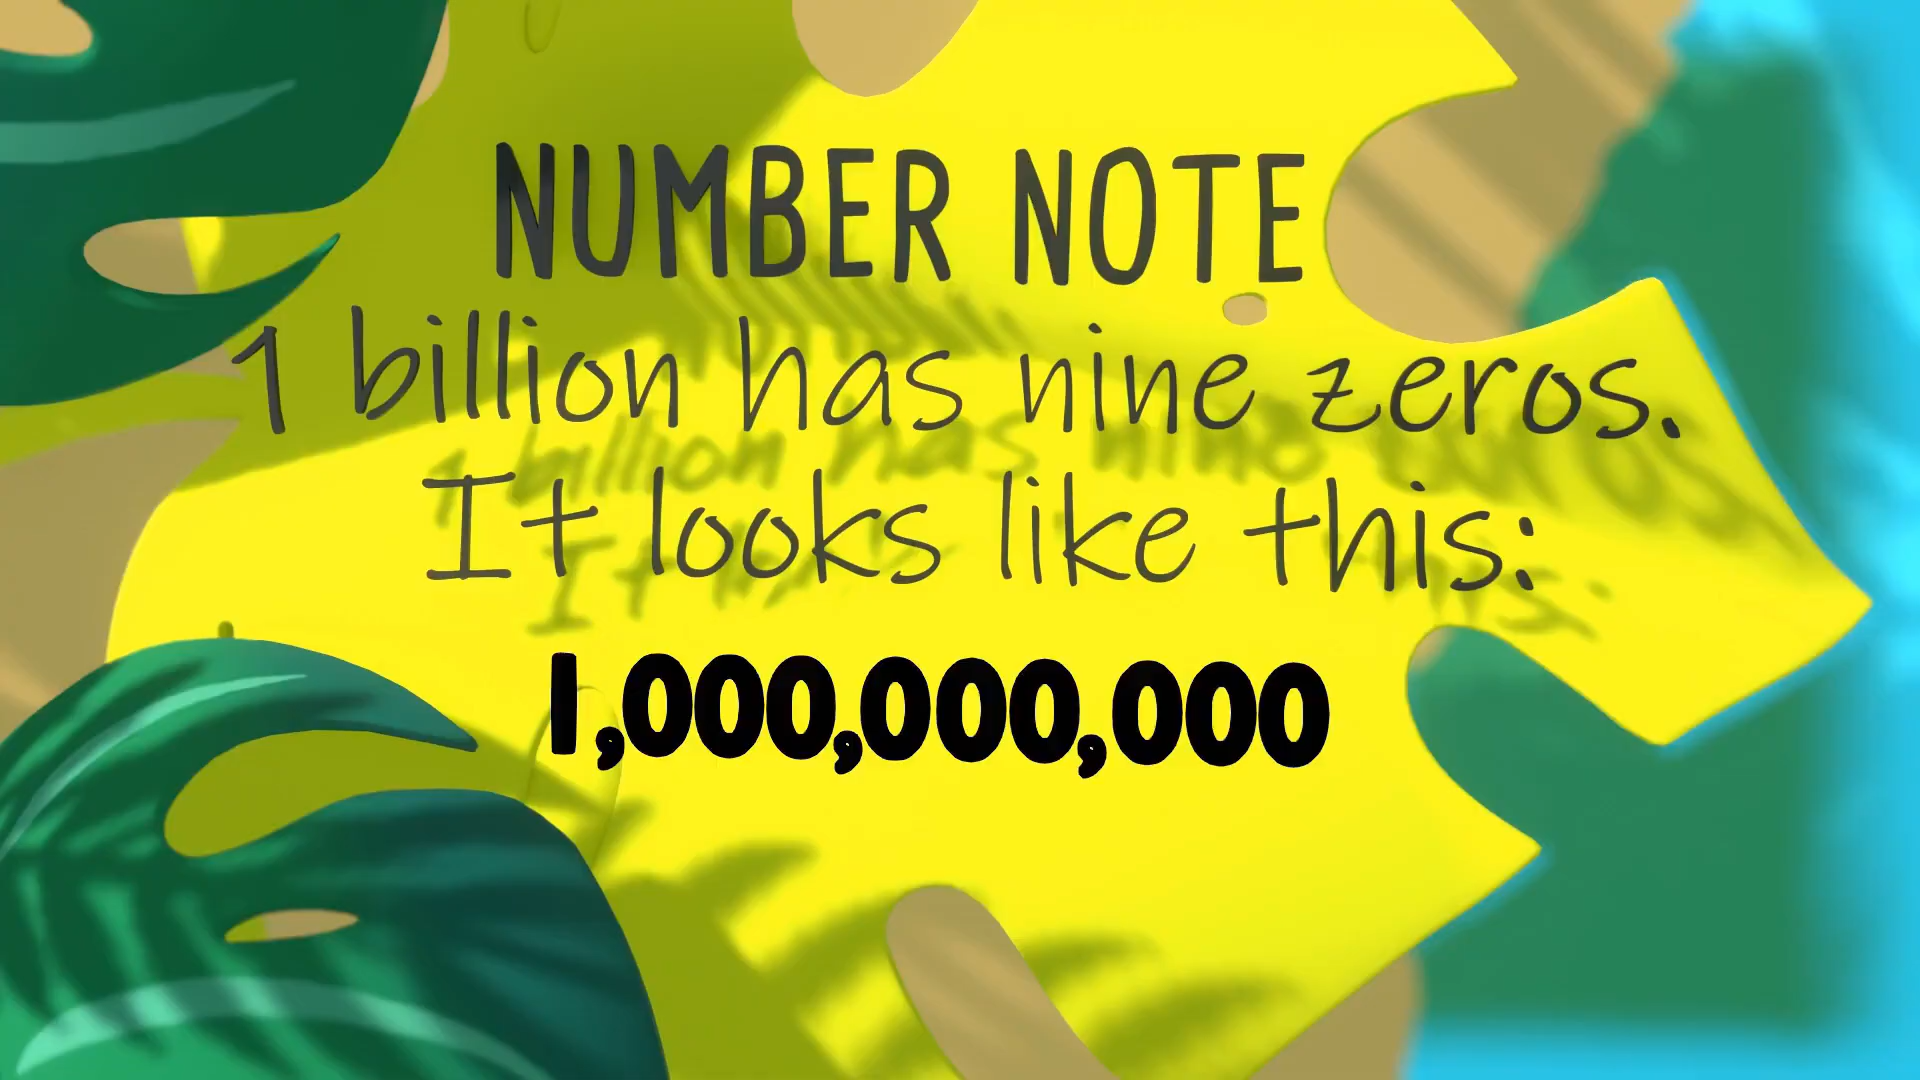 NUMBER NOTE
1 billion has nine zeros.
It looks like this:
1,000,000,000